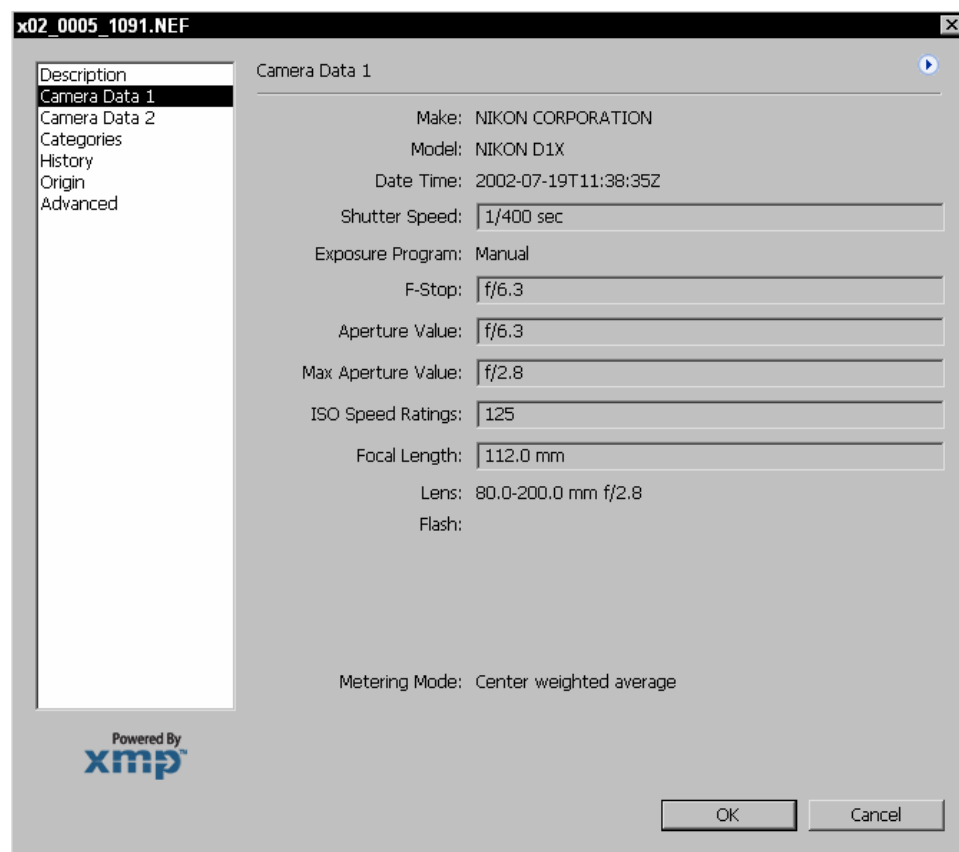 x02_0005_1091.NEF
Description
Camera Data 1
Camera Data 2
Categories
History
Origin
Advanced
Powered By
xmp™
Camera Data 1
Make: NIKON CORPORATION
Model: NIKON D1X
Date Time: 2002-07-19T11:38:35Z
Shutter Speed: 1/400 sec
Exposure Program: Manual
F-Stop: f/6.3
Aperture Value: f/6.3
Max Aperture Value: f/2.8
ISO Speed Ratings: 125
Focal Length: 112.0 mm
Lens: 80.0-200.0 mm f/2.8
Flash:
Metering Mode: Center weighted average
OK
Cancel